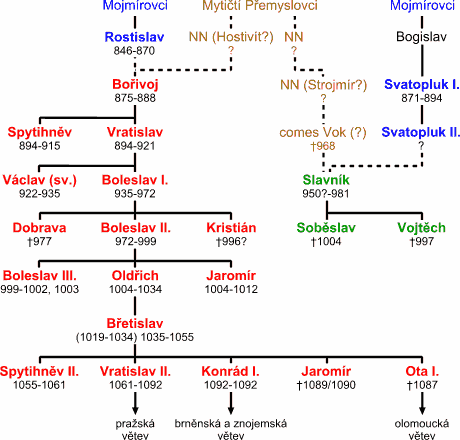 Mojmírovci Mytičtí Přemyslovci Mojmírovci
Rostislav NN (Hostivít?) NN Bogislav
846-870 ? ?
Bořivoj NN (Strojmír?) Svatopluk I.
875-888 ? 871-894
Spytihněv Vratislav comes Vok (?) Svatopluk II.
894-915 894-921 †968 ?
Václav (sv.) Boleslav I. Slavník
922-935 935-972 950?-981
Dobrava Boleslav II. Kristián Soběslav Vojtěch
†977 972-999 †996? †1004 †997
Boleslav III. Oldřich Jaromír
999-1002, 1003 1004-1034 1004-1012
Břetislav
(1019-1034) 1035-1055
Spytihněv II. Vratislav II. Konrád I. Jaromír Ota I.
1055-1061 1061-1092 1092-1092 †1089/1090 †1087
pražská brněnská a znojemská olomoucká
větev větev větev